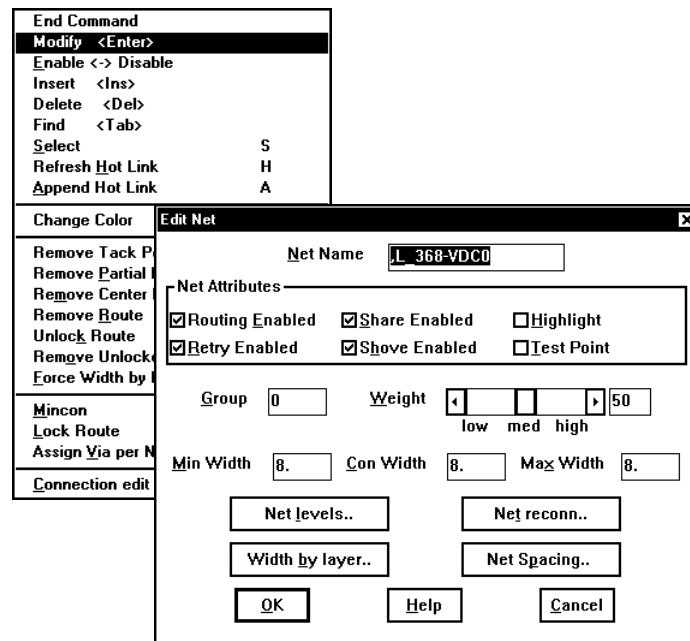 End Command
Modify <Enter>
Enable <-> Disable
Insert <Ins>
Delete <Del>
Find <Tab>
Select S
Refresh Hot Link H
Append Hot Link A
Change Color
Remove Tack
Remove Partial
Remove Center
Remove Route
Unlock Route
Remove
Force Width by
Mincon
Lock Route
Assign Via per
Connection edit
Edit Net
Net Name ,L_368-VDC0
Net Attributes
Routing Enabled Share Enabled Highlight
Retry Enabled Shove Enabled Test Point
Group 0 Weight 50
low med high
Min Width 8. Con Width 8. Max Width 8.
Net levels.. Net reconn..
Width by layer.. Net Spacing..
OK Help Cancel